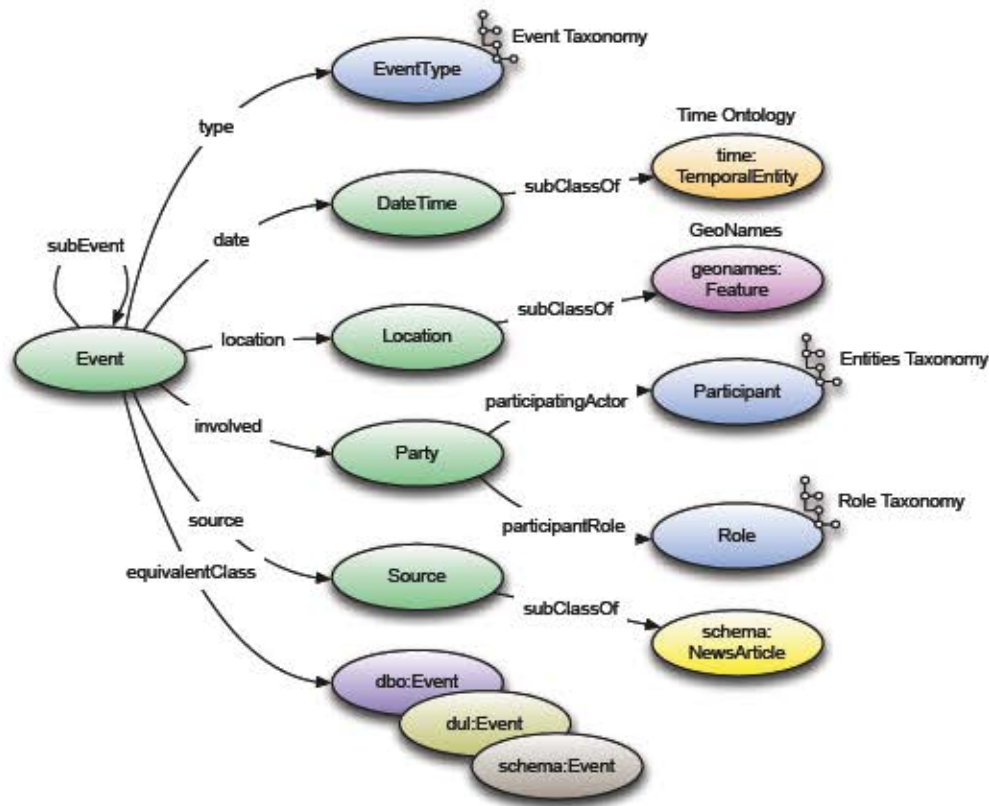 Event Taxonomy
EventType
type
Time Ontology
time:
TemporalEntity
subClassOf
DateTime
date
subEvent
GeoNames
geonames:
Feature
subClassOf
location
Location
Event
Entities Taxonomy
Participant
participatingActor
involved
Party
Role Taxonomy
participantRole
Role
source
Source
equivalentClass
subClassOf
schema:
NewsArticle
dbo:Event
dul:Event
schema:Event